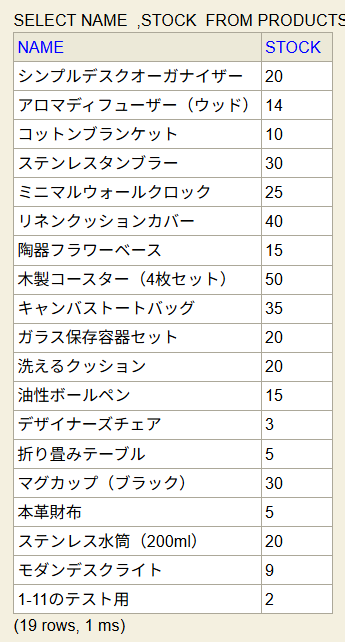 SELECT NAME  ,STOCK  FROM PRODUCTS
NAME STOCK
シンプルデスクオーガナイザー 20
アロマディフューザー（ウッド） 14
コットンブランケット 10
ステンレスタンブラー 30
ミニマルウォールクロック 25
リネンクッションカバー 40
陶器フラワーベース 15
木製コースター（4枚セット） 50
キャンバストートバッグ 35
ガラス保存容器セット 20
洗えるクッション 20
油性ボールペン 15
デザイナーズチェア 3
折り畳みテーブル 5
マグカップ（ブラック） 30
本革財布 5
ステンレス水筒（200ml） 20
モダンデスクライト 9
1-11のテスト用 2
(19 rows, 1 ms)